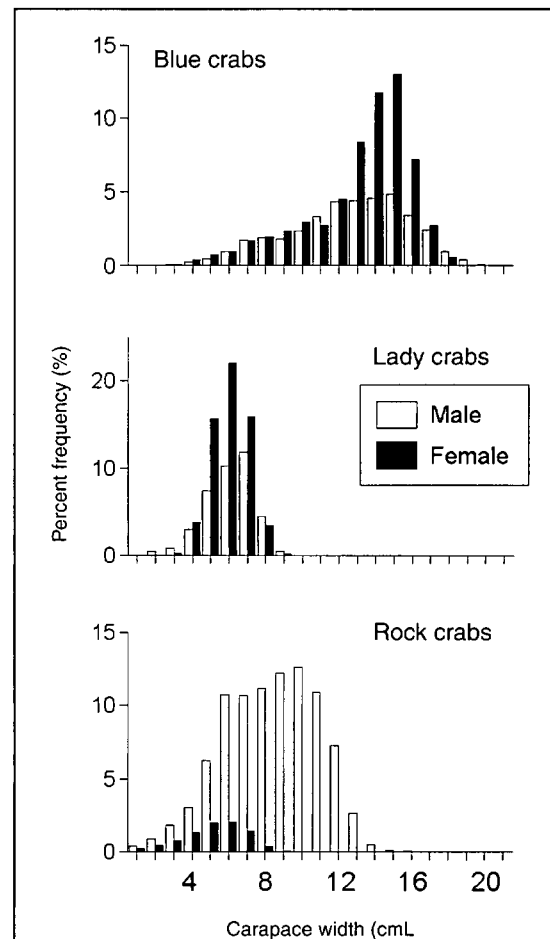 Blue crabs
15
10
5
0
Lady crabs
20
10
0
Male
Female
Percent frequency (%)
Rock crabs
15
10
5
0
4 8 12 16 20
Carapace width (cmL